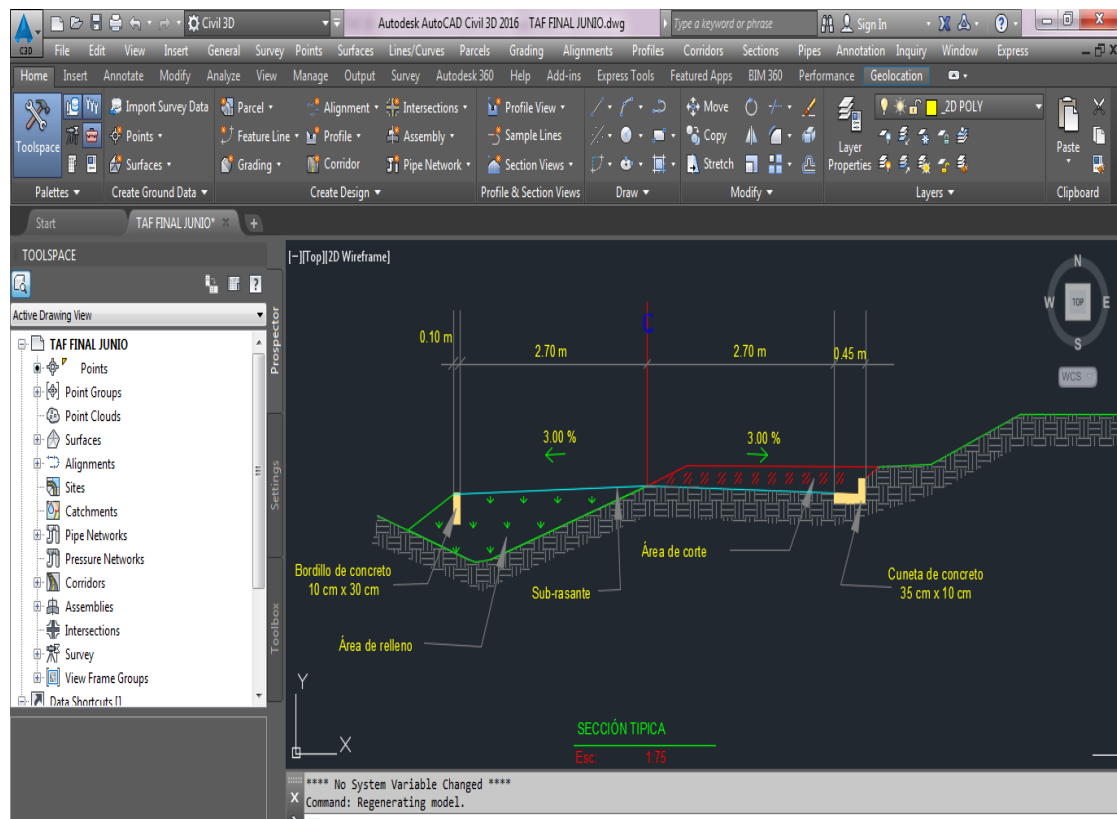 Civil 3D
Autodesk AutoCAD Civil 3D 2016 TAF FINAL JUNIO.dwg
Type a keyword or phrase
Sign In
C3D
File Edit View Insert General Survey Points Surfaces Lines/Curves Parcels Grading Alignments Profiles Corridors Sections Pipes Annotation Inquiry Window Express
Home Insert Annotate Modify Analyze View Manage Output Survey Autodesk 360 Help Add-ins Express Tools Featured Apps BIM 360 Performance Geolocation
Import Survey Data Parcel Alignment Intersections Profile View Move _2D POLY
Toolspace Points Feature Line Profile Assembly Sample Lines Copy Layer Properties Paste
Surfaces Grading Corridor Pipe Network Section Views Stretch
Palettes Create Ground Data Create Design Profile & Section Views Draw Modify Layers Clipboard
Start TAF FINAL JUNIO* +
TOOLSPACE
Active Drawing View
TAF FINAL JUNIO
Points
Point Groups
Point Clouds
Surfaces
Alignments
Sites
Catchments
Pipe Networks
Pressure Networks
Corridors
Assemblies
Intersections
Survey
View Frame Groups
Data Shortcuts []
Prospector
Settings
Toolbox
[-][Top][2D Wireframe]
N
W TOP E
S
WCS
C
0.10 m 2.70 m 2.70 m 0.45 m
3.00 % 3.00 %
Área de corte
Bordillo de concreto
10 cm x 30 cm
Sub-rasante
Cuneta de concreto
35 cm x 10 cm
Área de relleno
Y
X
SECCIÓN TIPICA
Esc: 1:75
**** No System Variable Changed ****
Command: Regenerating model.